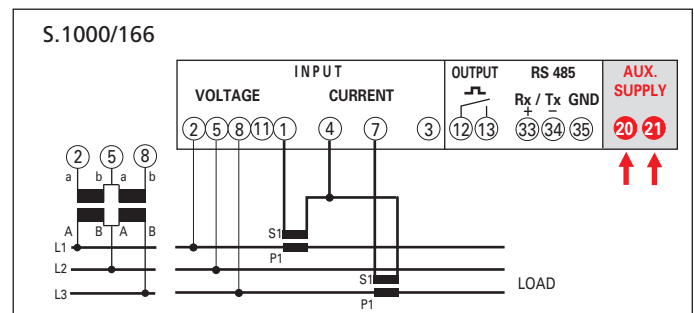 S.1000/166
INPUT
OUTPUT
RS 485
AUX.
SUPPLY
VOLTAGE
CURRENT
Rx / Tx GND
+ −
2 5 8 11 1 4 7 3 12 13 33 34 35 20 21
2 5 8
a b a b
A B A B
S1
L1
P1
L2
S1
LOAD
L3
P1